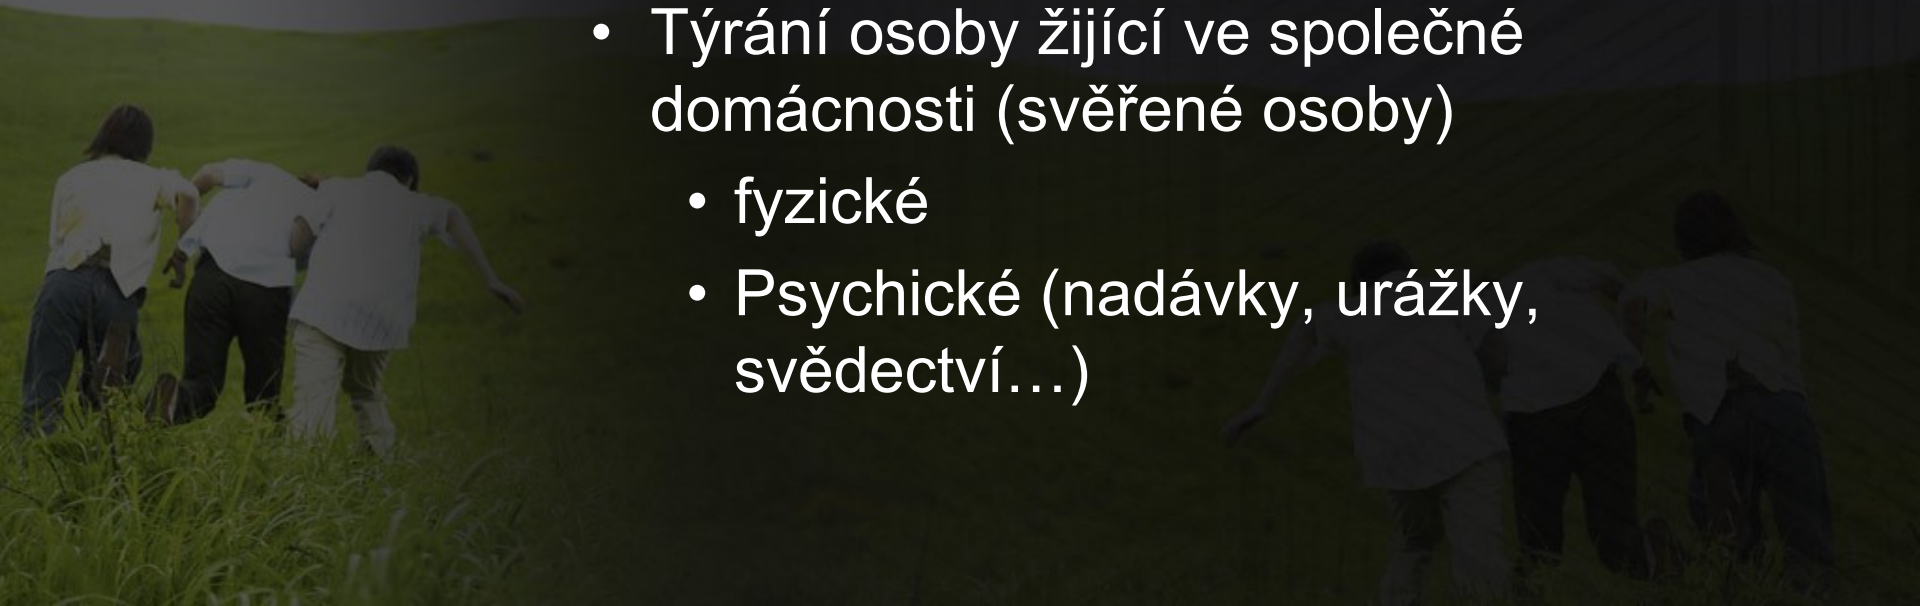 • Týrání osoby žijící ve společné
domácnosti (svěřené osoby)
• fyzické
• Psychické (nadávky, urážky,
svědectví…)